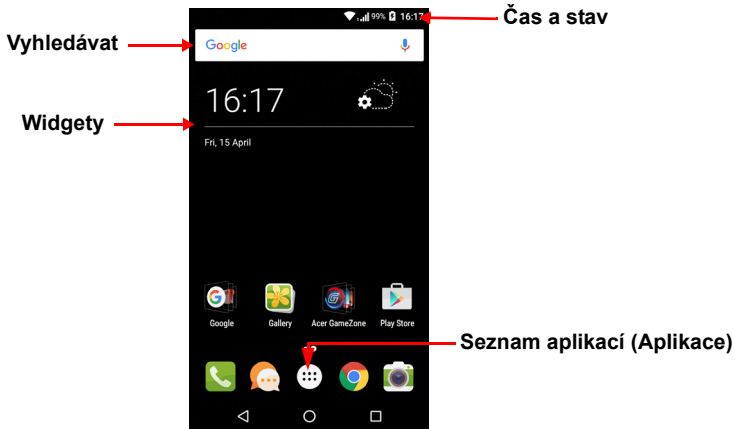 99% 16:17
Čas a stav
Vyhledávat
Google
16:17
Widgety
Fri, 15 April
Google Gallery Acer GameZone Play Store
Seznam aplikací (Aplikace)